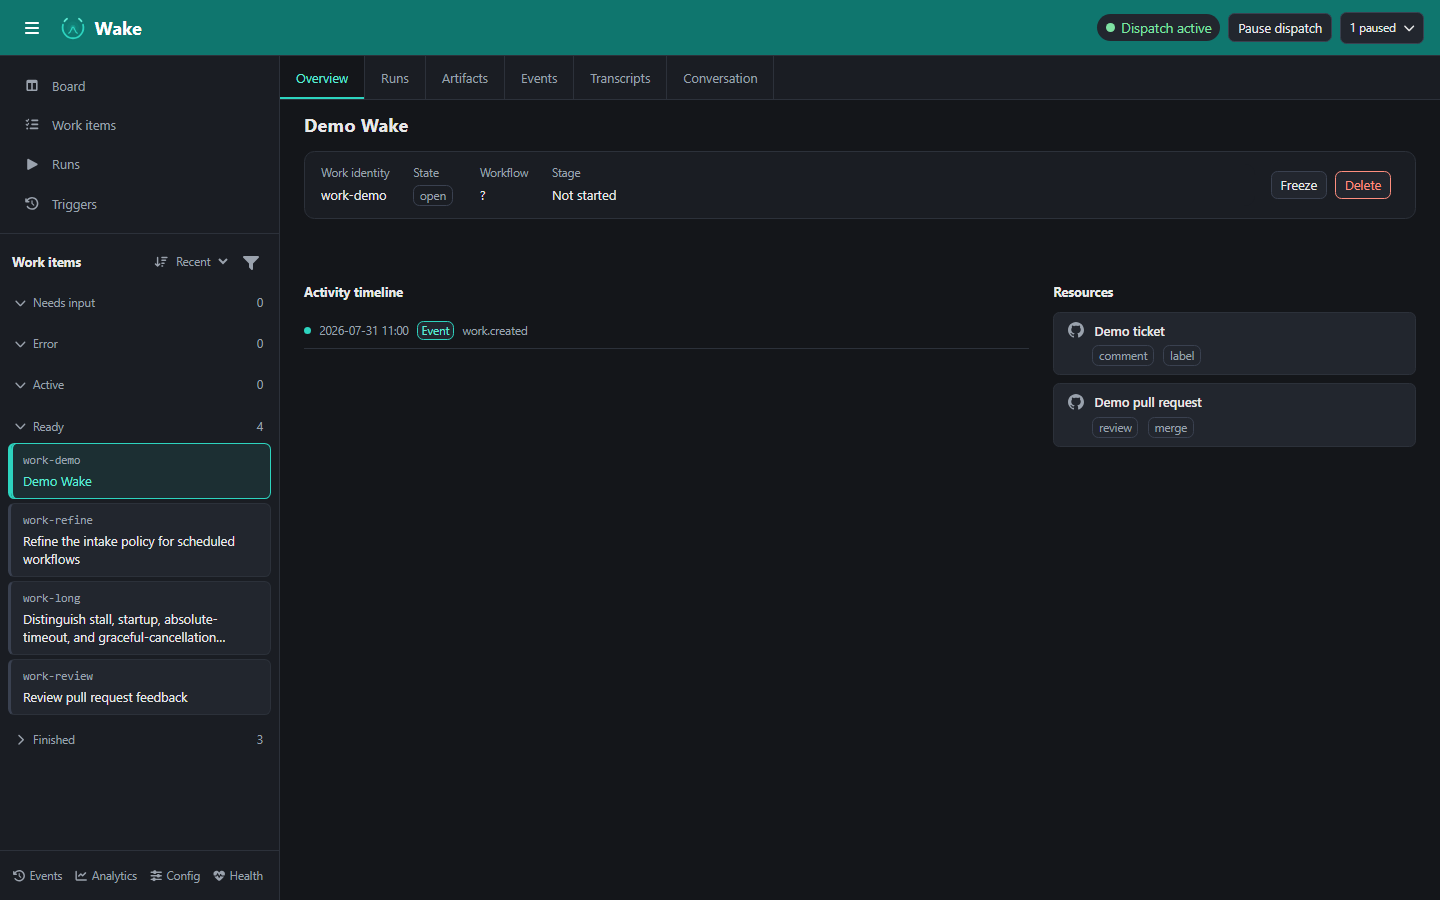 Wake
Dispatch active
Pause dispatch
1 paused
Board
Work items
Runs
Triggers
Work items
Recent
Needs input 0
Error 0
Active 0
Ready 4
work-demo
Demo Wake
work-refine
Refine the intake policy for scheduled
workflows
work-long
Distinguish stall, startup, absolute-
timeout, and graceful-cancellation...
work-review
Review pull request feedback
Finished 3
Events
Analytics
Config
Health
Overview
Runs
Artifacts
Events
Transcripts
Conversation
Demo Wake
Work identity
work-demo
State
open
Workflow
?
Stage
Not started
Freeze
Delete
Activity timeline
2026-07-31 11:00 Event work.created
Resources
Demo ticket
comment label
Demo pull request
review merge